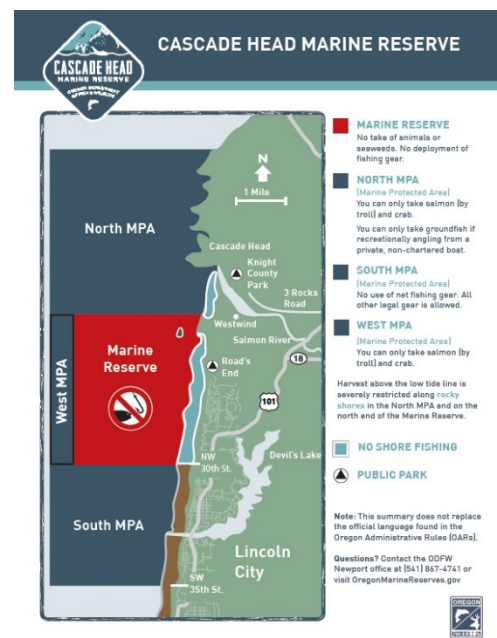 CASCADE HEAD MARINE RESERVE
CASCADE HEAD
MARINE RESERVE
OREGON DEPARTMENT
OF FISH & WILDLIFE
N
1 Mile
North MPA
Cascade Head
Knight
County
Park
3 Rocks
Road
Westwind
Salmon River
18
West MPA
Marine
Reserve
Road's
End
101
Devil's Lake
NW
30th St.
South MPA
Lincoln
City
SW
35th St.
MARINE RESERVE
No take of animals or
seaweeds. No deployment of
fishing gear.
NORTH MPA
(Marine Protected Area)
You can only take salmon (by
troll) and crab.
You can only take groundfish if
recreationally angling from a
private, non-chartered boat.
SOUTH MPA
(Marine Protected Area)
No use of net fishing gear. All
other legal gear is allowed.
WEST MPA
(Marine Protected Area)
You can only take salmon (by
troll) and crab.
Harvest above the low tide line is
severely restricted along rocky
shores in the North MPA and on the
north end of the Marine Reserve.
NO SHORE FISHING
PUBLIC PARK
Note: This summary does not replace
the official language found in the
Oregon Administrative Rules (OARs).
Questions? Contact the ODFW
Newport office at (541) 867-4741 or
visit OregonMarineReserves.gov
OREGON